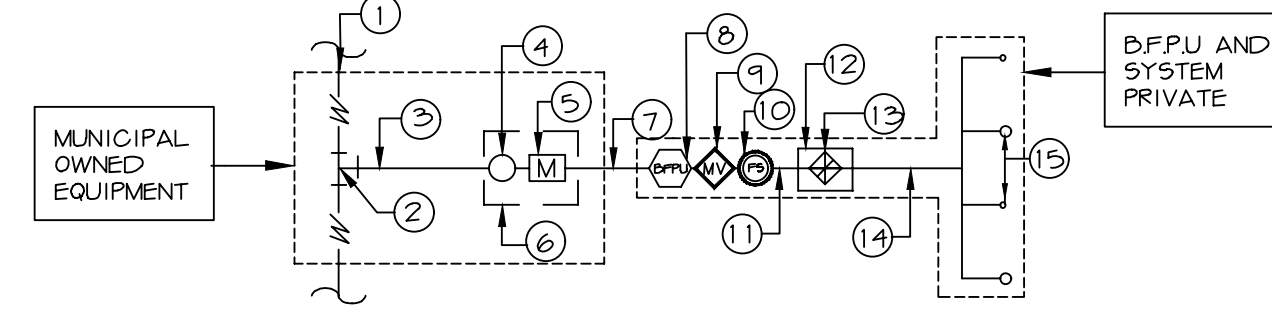 1
8
4
9
12
B.F.P.U AND
SYSTEM
PRIVATE
5
10
13
3
7
MUNICIPAL
OWNED
EQUIPMENT
M
BFPU
MV
FS
15
2
6
11
14